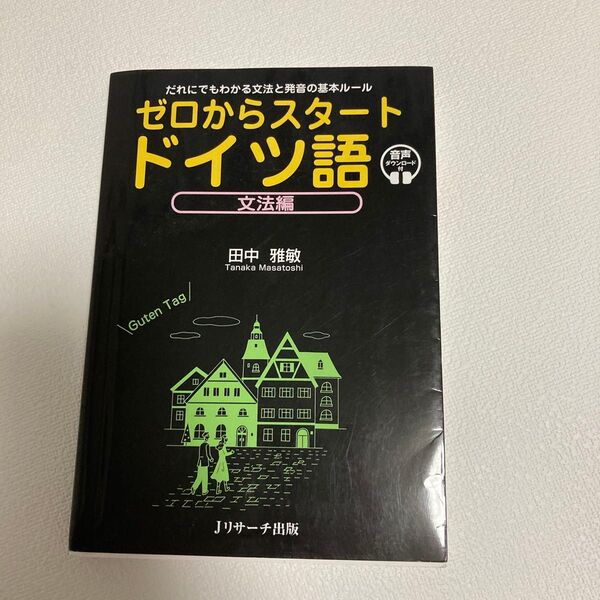 だれにでもわかる文法と発音の基本ルール
ゼロからスタート
ドイツ語
音声
ダウンロード
付
文法編
田中 雅敏
Tanaka Masatoshi
Guten Tag
Jリサーチ出版